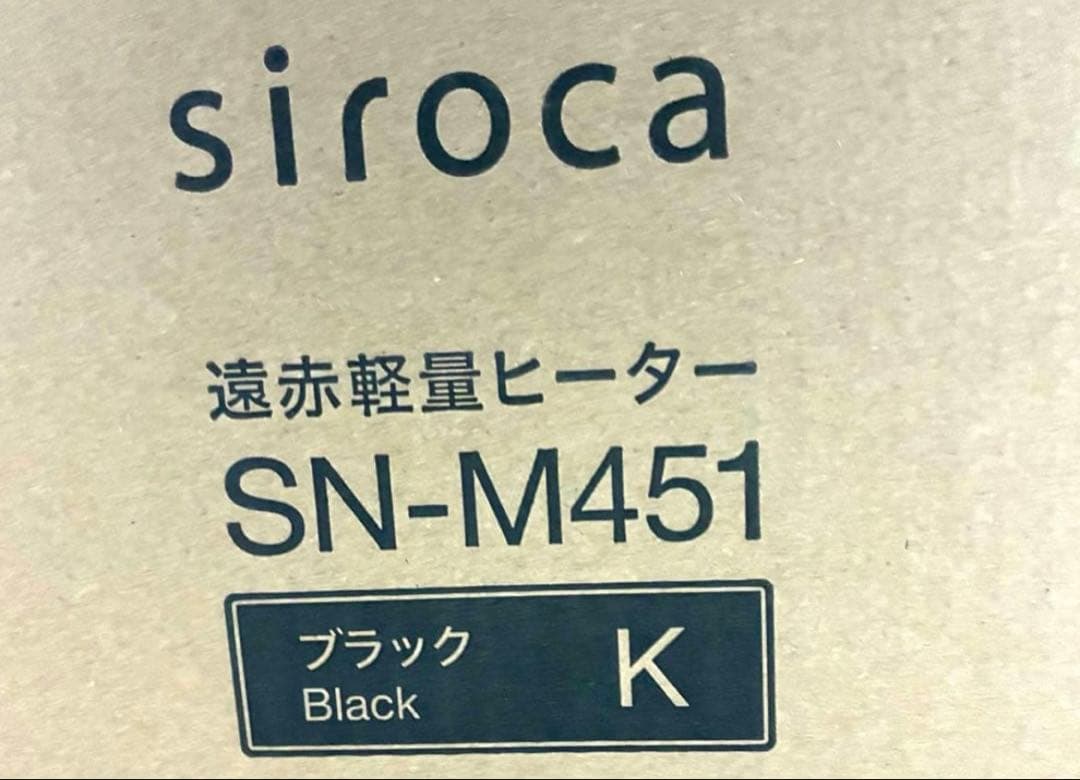 siroca
遠赤軽量ヒーター
SN-M451
ブラック
Black
K